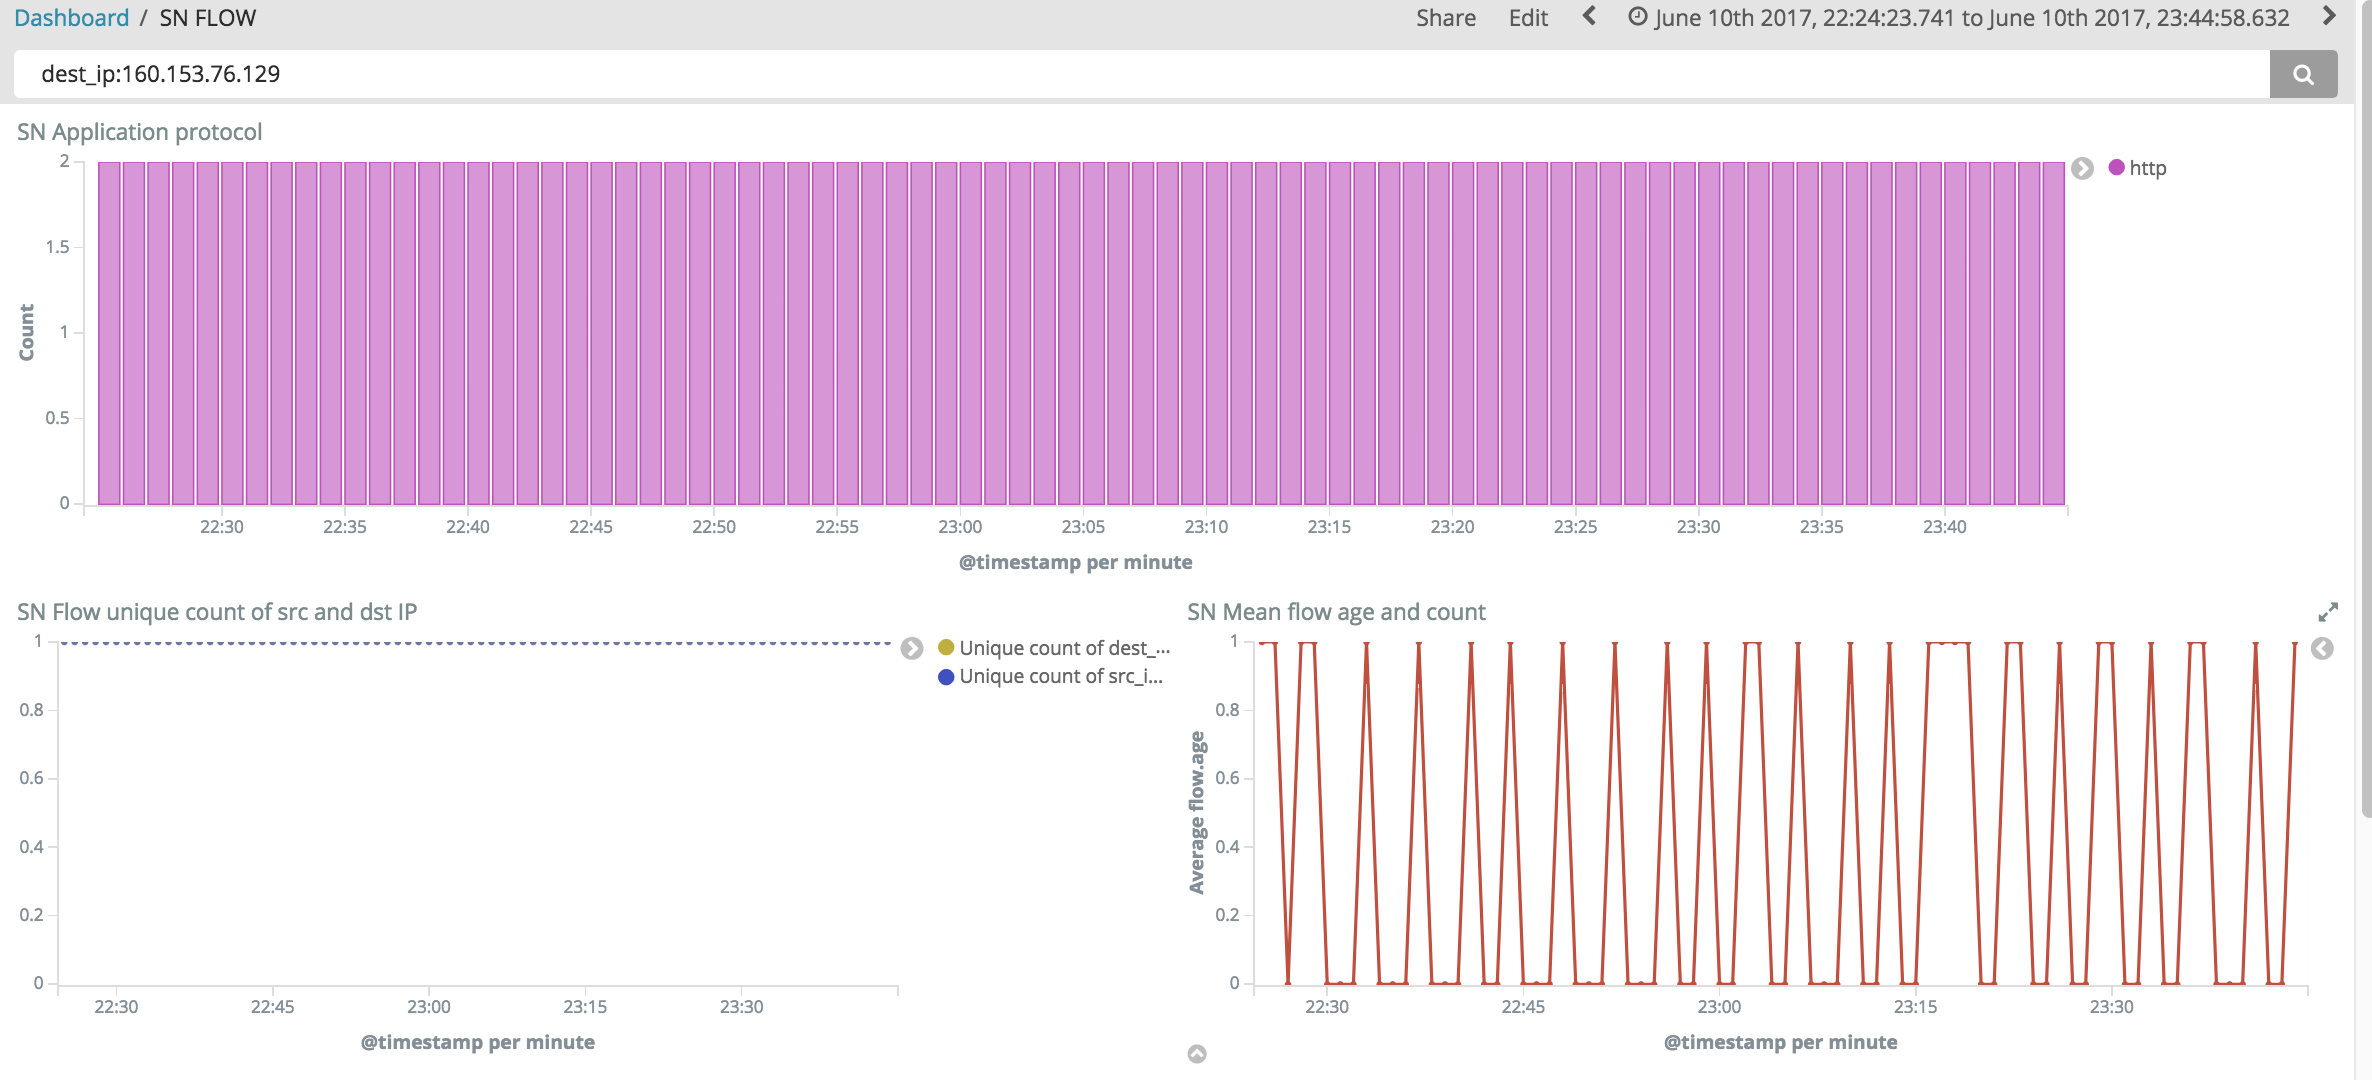 Dashboard / SN FLOW
Share Edit June 10th 2017, 22:24:23.741 to June 10th 2017, 23:44:58.632
dest_ip:160.153.76.129
SN Application protocol
2
1.5
1
0.5
0
Count
22:30 22:35 22:40 22:45 22:50 22:55 23:00 23:05 23:10 23:15 23:20 23:25 23:30 23:35 23:40
@timestamp per minute
http
SN Flow unique count of src and dst IP
1
0.8
0.6
0.4
0.2
0
22:30 22:45 23:00 23:15 23:30
@timestamp per minute
Unique count of dest_...
Unique count of src_i...
SN Mean flow age and count
1
0.8
0.6
0.4
0.2
0
Average flow.age
22:30 22:45 23:00 23:15 23:30
@timestamp per minute